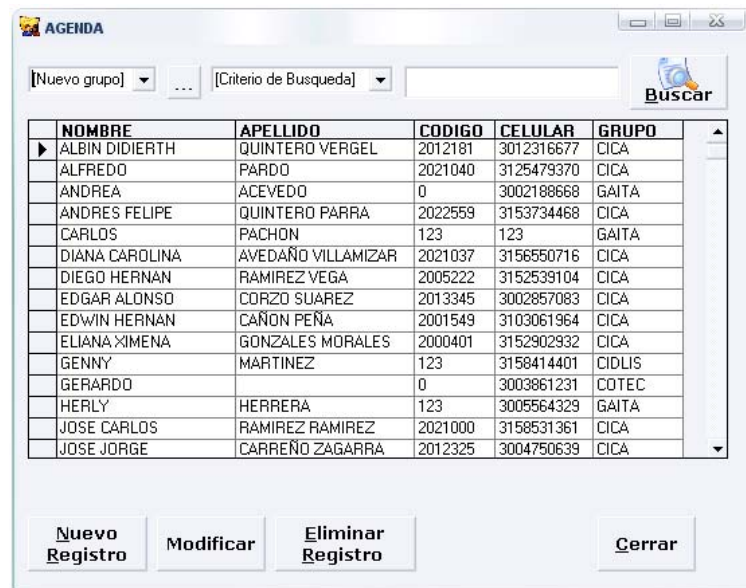 AGENDA
[Nuevo grupo] ... [Criterio de Busqueda] Buscar
NOMBRE APELLIDO CODIGO CELULAR GRUPO
ALBIN DIDIERTH QUINTERO VERGEL 2012181 3012316677 CICA
ALFREDO PARDO 2021040 3125479370 CICA
ANDREA ACEVEDO 0 3002188668 GAITA
ANDRES FELIPE QUINTERO PARRA 2022559 3153734468 CICA
CARLOS PACHON 123 123 GAITA
DIANA CAROLINA AVEDAÑO VILLAMIZAR 2021037 3156550716 CICA
DIEGO HERNAN RAMIREZ VEGA 2005222 3152539104 CICA
EDGAR ALONSO CORZO SUAREZ 2013345 3002857083 CICA
EDWIN HERNAN CAÑON PEÑA 2001549 3103061964 CICA
ELIANA XIMENA GONZALES MORALES 2000401 3152902932 CICA
GENNY MARTINEZ 123 3158414401 CIDLIS
GERARDO 0 3003861231 COTEC
HERLY HERRERA 123 3005564329 GAITA
JOSE CARLOS RAMIREZ RAMIREZ 2021000 3158531361 CICA
JOSE JORGE CARREÑO ZAGARRA 2012325 3004750639 CICA
Nuevo Registro Modificar Eliminar Registro Cerrar